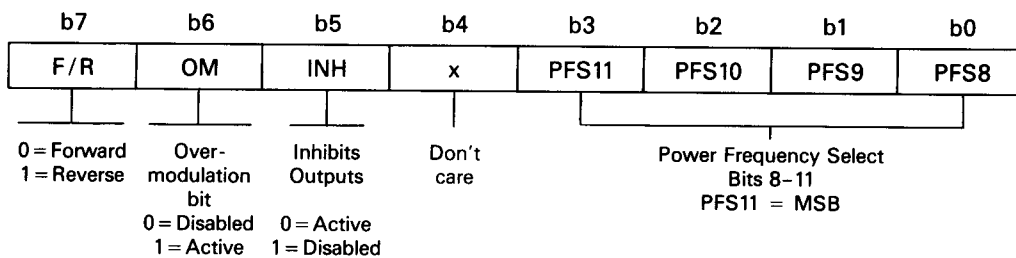 b7 b6 b5 b4 b3 b2 b1 b0
F/R OM INH x PFS11 PFS10 PFS9 PFS8
0 = Forward
1 = Reverse
Over-
modulation
bit
0 = Disabled
1 = Active
Inhibits
Outputs
0 = Active
1 = Disabled
Don't
care
Power Frequency Select
Bits 8–11
PFS11 = MSB